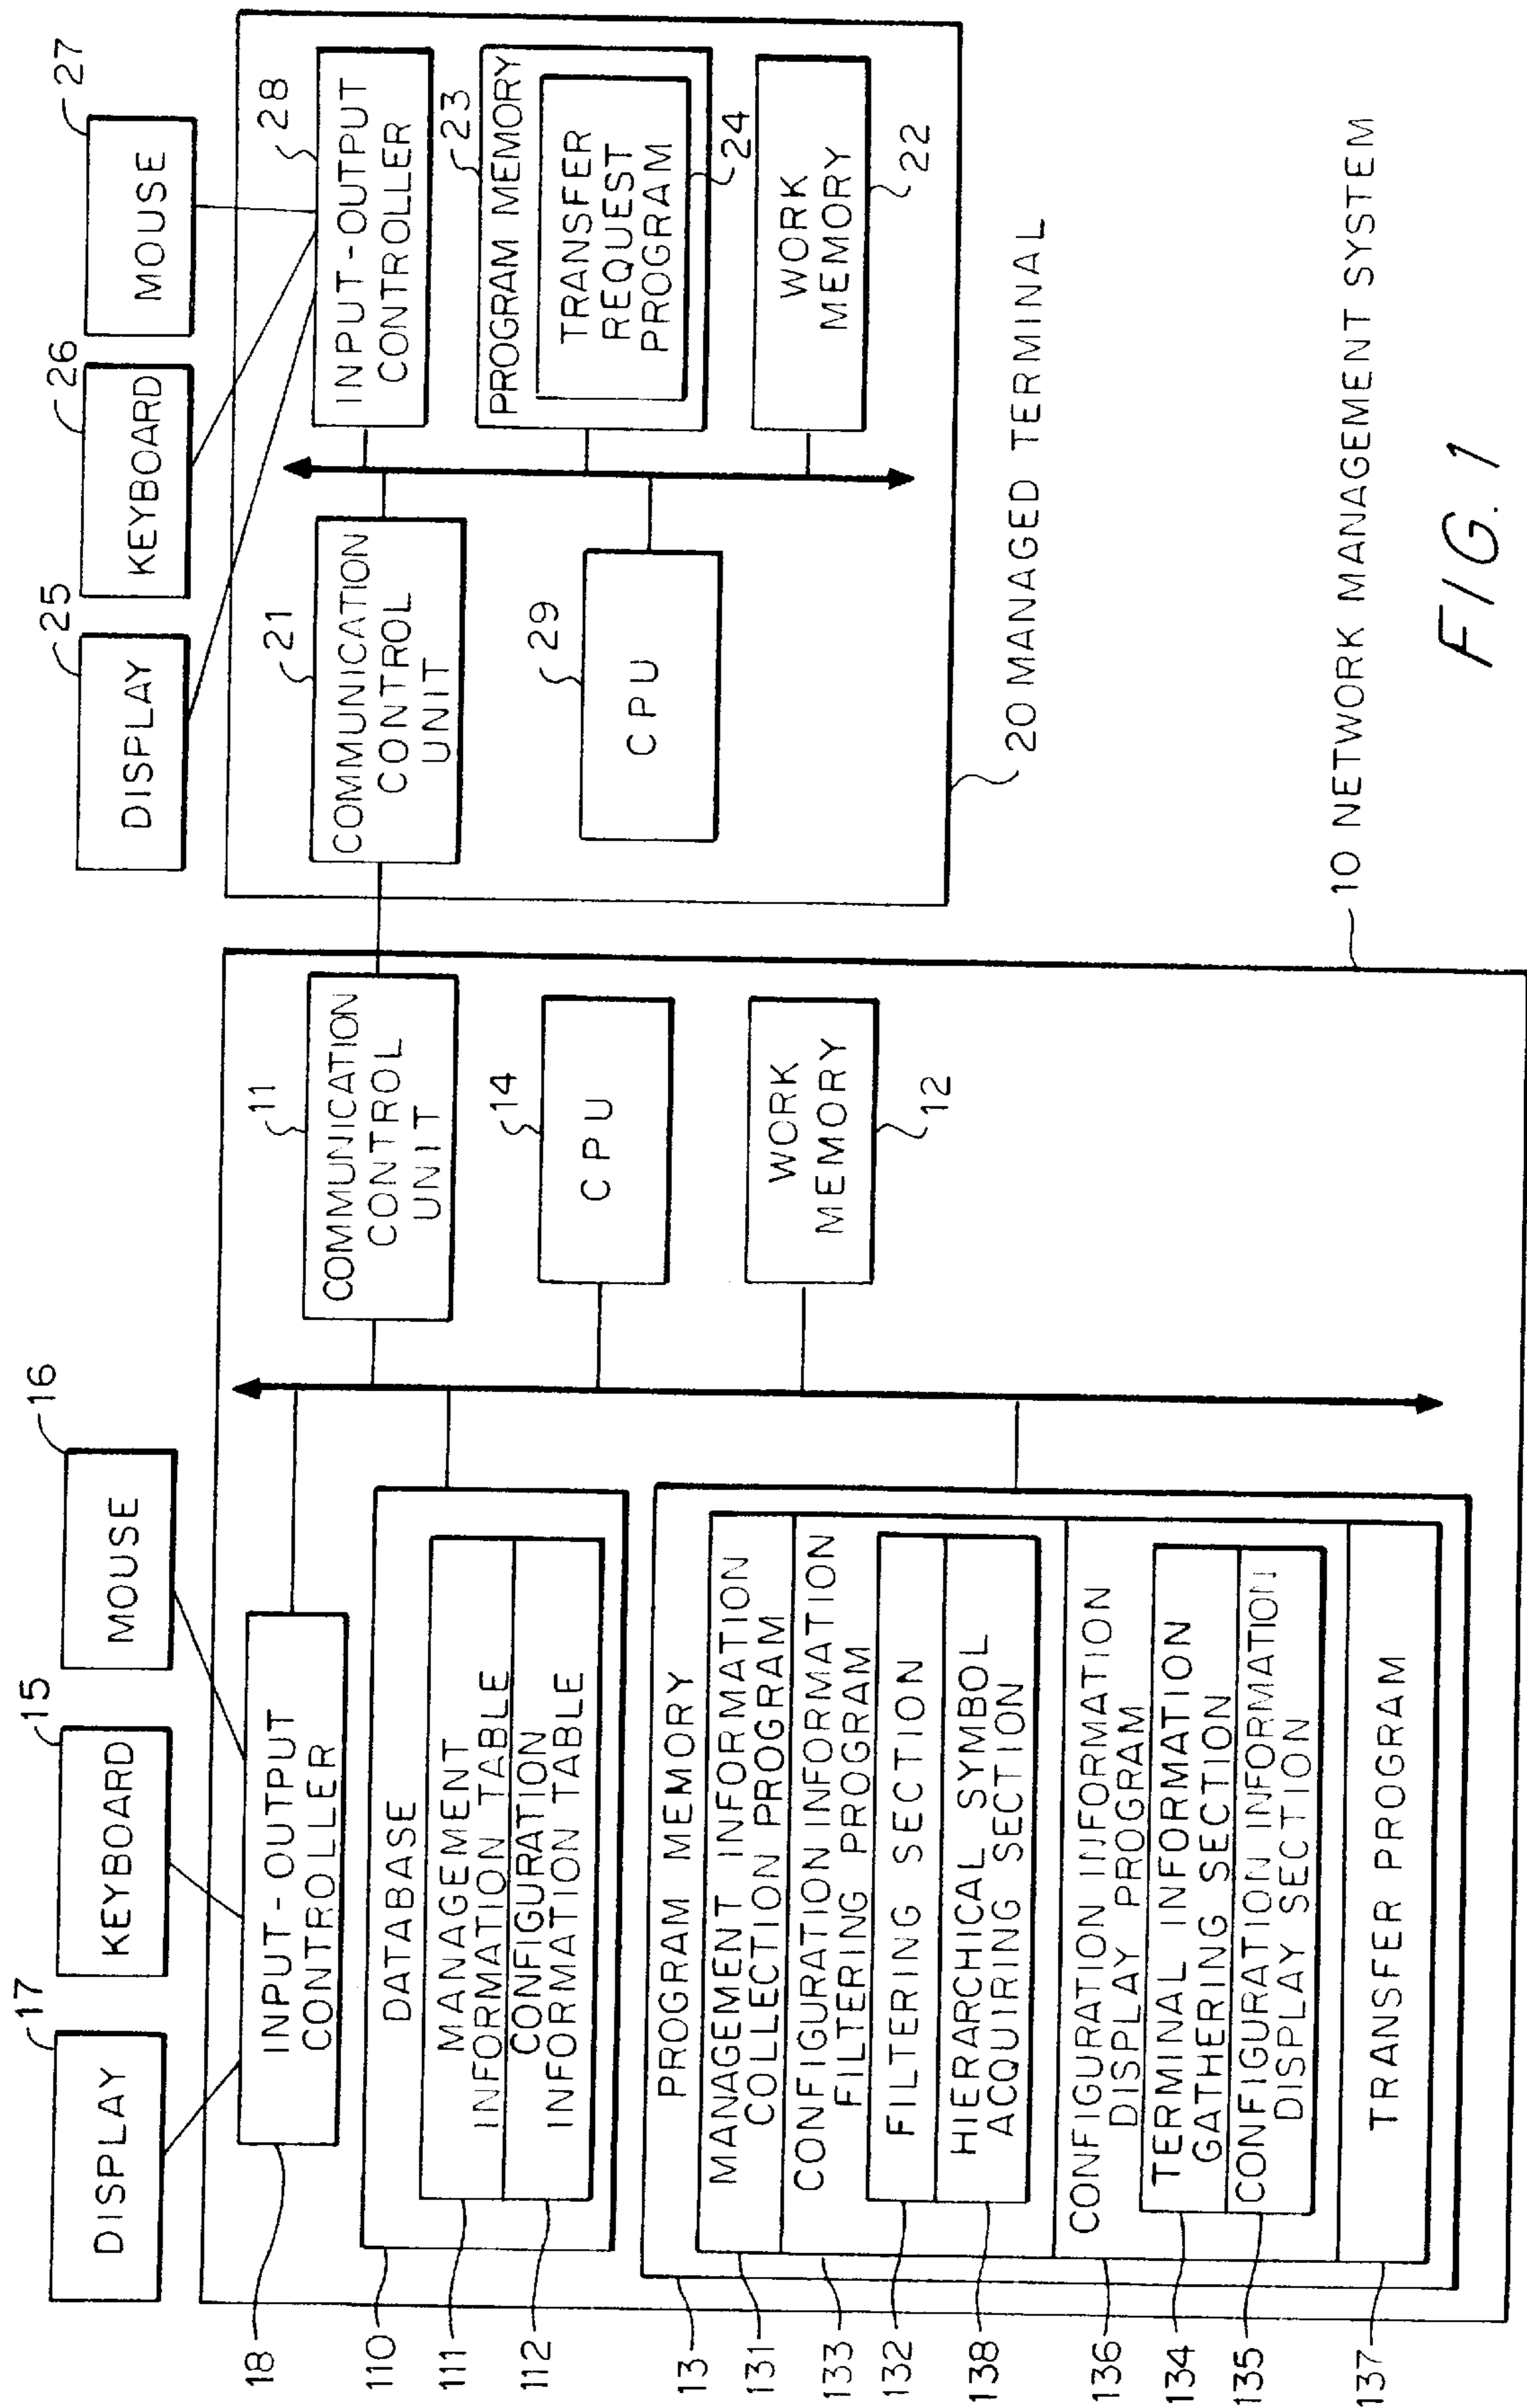 17
DISPLAY
15
KEYBOARD
16
MOUSE
18
INPUT-OUTPUT
CONTROLLER
110
DATABASE
111
MANAGEMENT
INFORMATION TABLE
112
CONFIGURATION
INFORMATION TABLE
13
PROGRAM MEMORY
131
MANAGEMENT INFORMATION
COLLECTION PROGRAM
133
CONFIGURATION INFORMATION
FILTERING PROGRAM
132
FILTERING SECTION
138
HIERARCHICAL SYMBOL
ACQUIRING SECTION
136
CONFIGURATION INFORMATION
DISPLAY PROGRAM
134
TERMINAL INFORMATION
GATHERING SECTION
135
CONFIGURATION INFORMATION
DISPLAY SECTION
137
TRANSFER PROGRAM
11
COMMUNICATION
CONTROL
UNIT
14
CPU
WORK
MEMORY
12
10 NETWORK MANAGEMENT SYSTEM
25
DISPLAY
26
KEYBOARD
27
MOUSE
21
COMMUNICATION
CONTROL
UNIT
29
CPU
28
INPUT-OUTPUT
CONTROLLER
23
PROGRAM MEMORY
TRANSFER
REQUEST
PROGRAM
24
WORK
MEMORY
22
20 MANAGED TERMINAL
FIG. 1